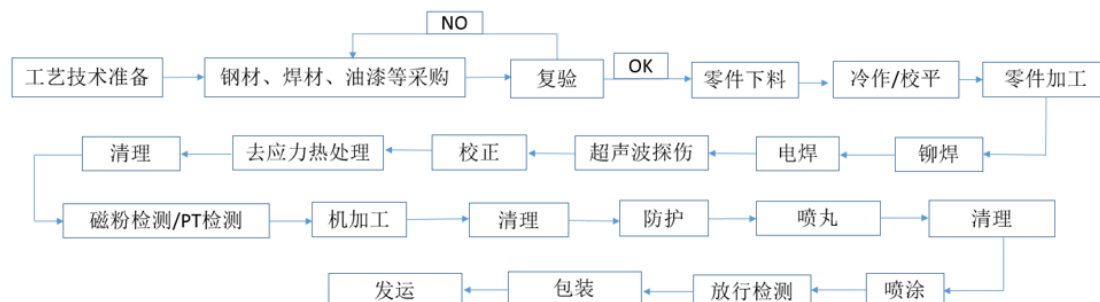 NO
工艺技术准备
钢材、焊材、油漆等采购
复验
OK
零件下料
冷作/校平
零件加工
铆焊
电焊
超声波探伤
校正
去应力热处理
清理
磁粉检测/PT检测
机加工
清理
防护
喷丸
清理
喷涂
放行检测
包装
发运